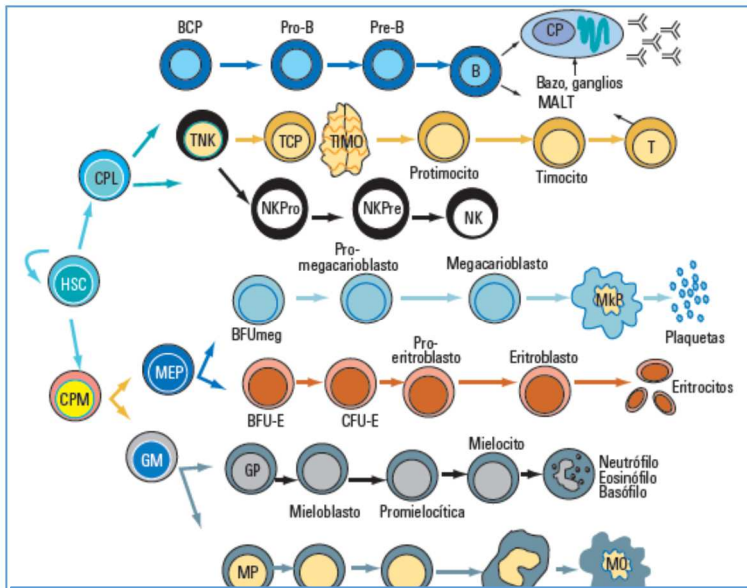 BCP
Pro-B
Pre-B
B
CP
Bazo, ganglios
MALT
TNK
TCP
TIMO
Protimocito
Timocito
T
CPL
NKPro
NKPre
NK
HSC
Pro-
megacarioblasto
Megacarioblasto
BFUmeg
MkP
Plaquetas
MEP
Pro-
eritroblasto
Eritroblasto
Eritrocitos
CPM
BFU-E
CFU-E
GM
GP
Mieloblasto
Promielocítica
Mielocito
Neutrófilo
Eosinófilo
Basófilo
MP
MO